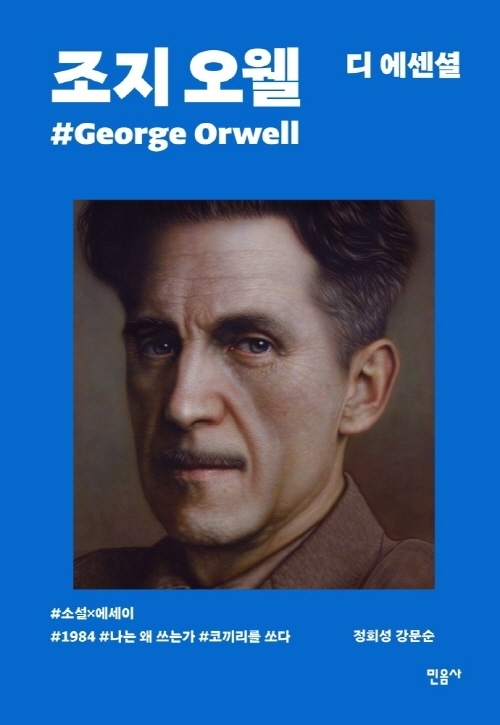 조지 오웰
디 에센셜
#George Orwell
#소설×에세이
#1984 #나는 왜 쓰는가 #코끼리를 쏘다
정회성 강문순
민음사